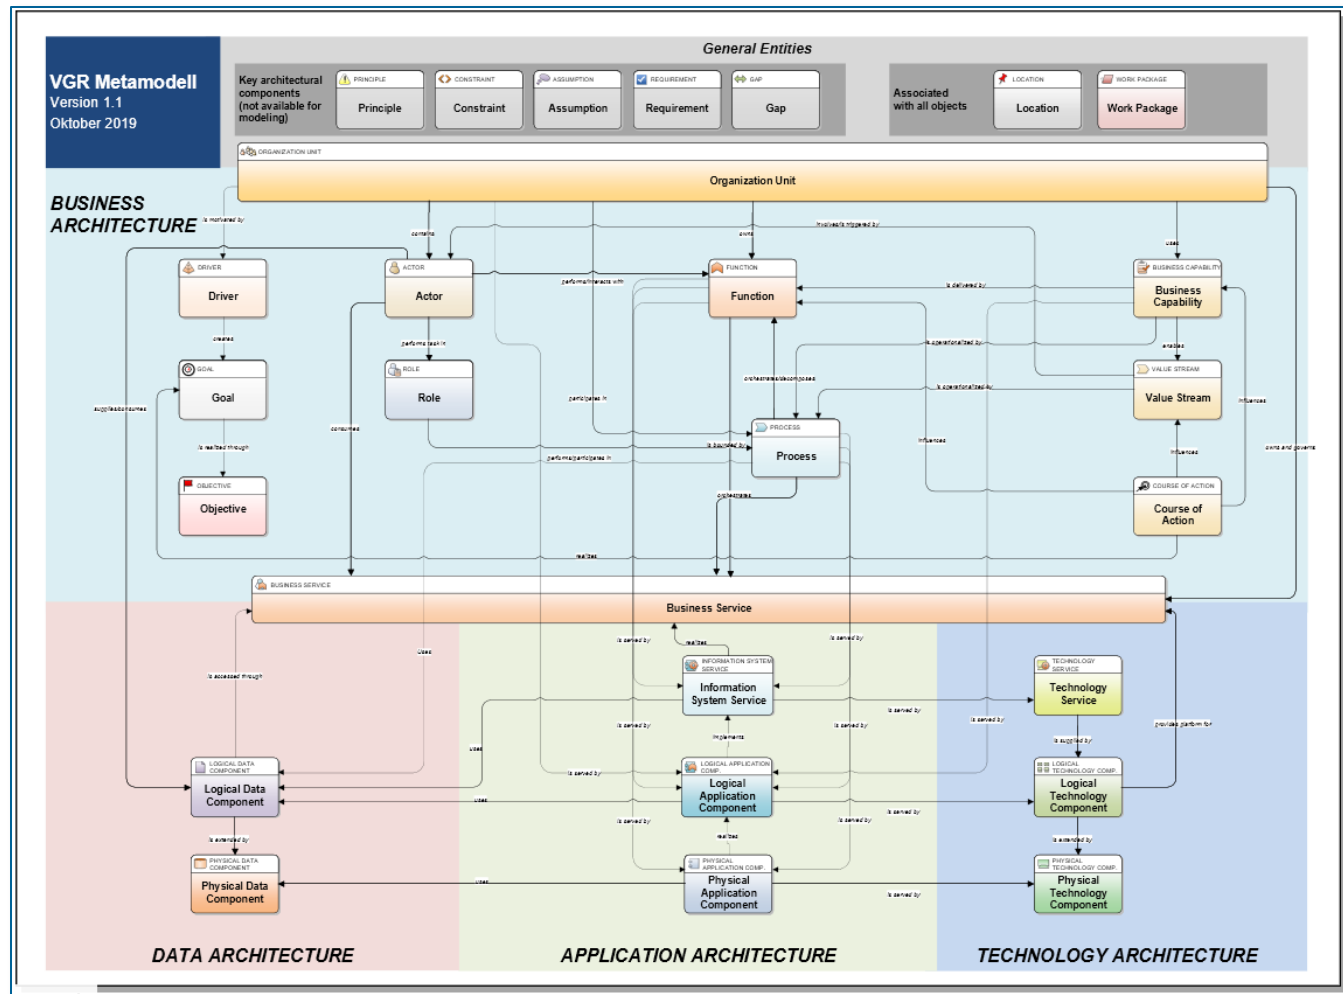 General Entities
VGR Metamodell
Version 1.1
Oktober 2019
Key architectural
components
(not available for
modeling)
PRINCIPLE
Principle
CONSTRAINT
Constraint
ASSUMPTION
Assumption
REQUIREMENT
Requirement
GAP
Gap
Associated
with all objects
LOCATION
Location
WORK PACKAGE
Work Package
ORGANIZATION UNIT
Organization Unit
BUSINESS
ARCHITECTURE
is motivated by
contains
owns
involves/is triggered by
uses
DRIVER
Driver
ACTOR
Actor
performs/interacts with
FUNCTION
Function
is delivered by
BUSINESS CAPABILITY
Business
Capability
creates
performs task in
is operationalized by
enables
GOAL
Goal
ROLE
Role
orchestrates/decomposes
is operationalized by
VALUE STREAM
Value Stream
supplies/consumes
participates in
influences
consumes
PROCESS
Process
is realized through
performs/participates in
is bounded by
influences
influences
owns and governs
OBJECTIVE
Objective
orchestrates
COURSE OF ACTION
Course of
Action
realizes
BUSINESS SERVICE
Business Service
is served by
realizes
is served by
uses
is accessed through
INFORMATION SYSTEM
SERVICE
Information
System Service
TECHNOLOGY
SERVICE
Technology
Service
is served by
is served by
provides platform for
is served by
implements
is served by
is supplied by
uses
LOGICAL DATA
COMPONENT
Logical Data
Component
is served by
LOGICAL APPLICATION
COMP.
Logical
Application
Component
LOGICAL
TECHNOLOGY COMP.
Logical
Technology
Component
uses
is served by
is served by
realizes
is served by
is extended by
is extended by
PHYSICAL DATA
COMPONENT
Physical Data
Component
uses
PHYSICAL
APPLICATION COMP.
Physical
Application
Component
is served by
PHYSICAL
TECHNOLOGY COMP.
Physical
Technology
Component
DATA ARCHITECTURE
APPLICATION ARCHITECTURE
TECHNOLOGY ARCHITECTURE